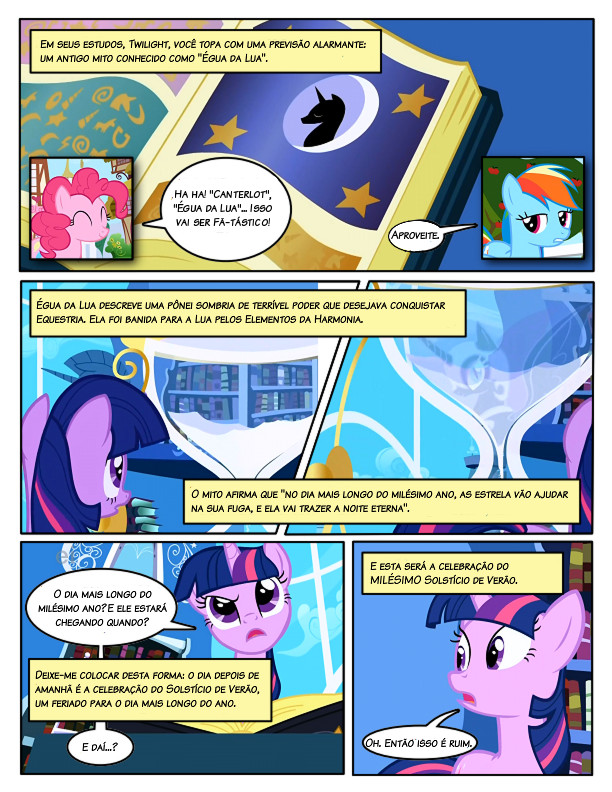 Em seus estudos, Twilight, você topa com uma previsão alarmante:
um antigo mito conhecido como "Égua da Lua".
Ha ha! "Canterlot",
"Égua da Lua"... Isso
vai ser fã-tástico!
Aproveite.
Égua da Lua descreve uma pônei sombria de terrível poder que desejava conquistar
Equestria. Ela foi banida para a Lua pelos Elementos da Harmonia.
O mito afirma que "no dia mais longo do milésimo ano, as estrela vão ajudar
na sua fuga, e ela vai trazer a noite eterna".
O dia mais longo do
milésimo ano?E ele estará
chegando quando?
Deixe-me colocar desta forma: o dia depois de
amanhã é a celebração do Solstício de Verão,
um feriado para o dia mais longo do ano.
E daí...?
E esta será a celebração do
MILÉSIMO Solstício de Verão.
Oh. Então isso é ruim.